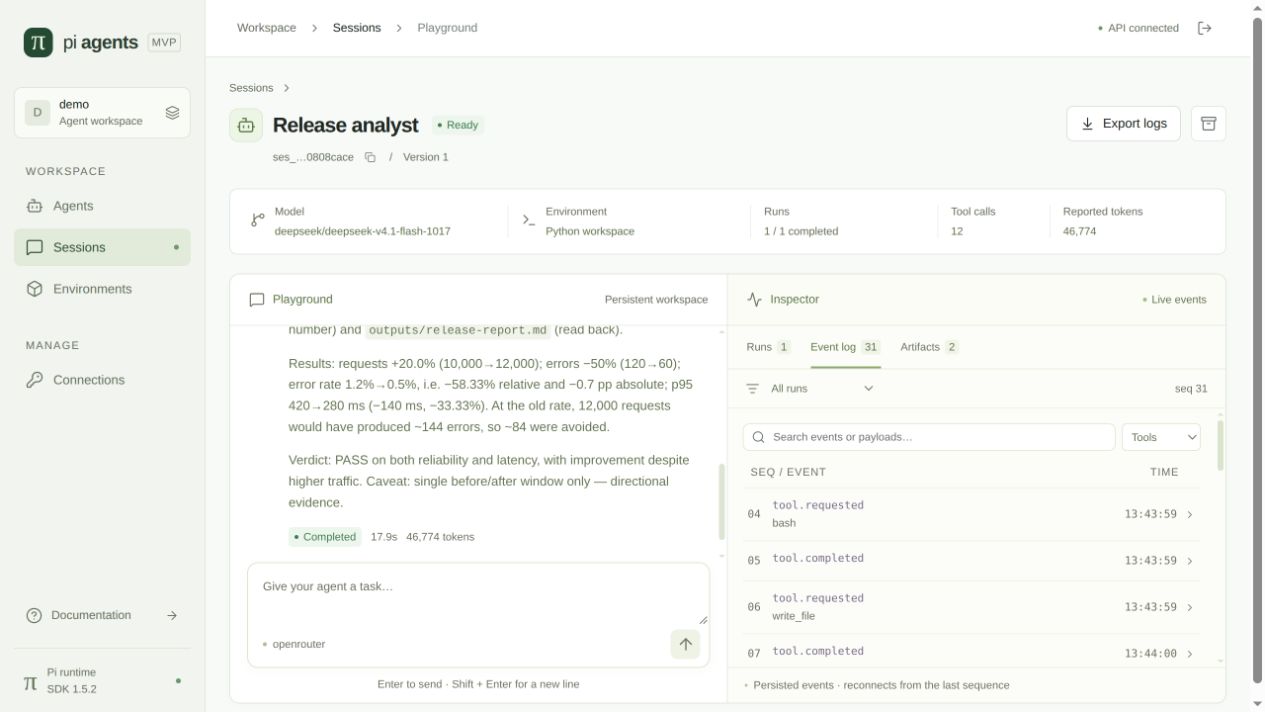 π pi agents MVP
D demo
Agent workspace
WORKSPACE
Agents
Sessions
Environments
MANAGE
Connections
Documentation
π Pi runtime
SDK 1.5.2
Workspace Sessions Playground
API connected
Sessions
Release analyst
Ready
Export logs
ses_…0808cace / Version 1
Model
deepseek/deepseek-v4.1-flash-1017
Environment
Python workspace
Runs
1 / 1 completed
Tool calls
12
Reported tokens
46,774
Playground
Persistent workspace
number) and outputs/release-report.md (read back).
Results: requests +20.0% (10,000→12,000); errors −50% (120→60);
error rate 1.2%→0.5%, i.e. −58.33% relative and −0.7 pp absolute; p95
420→280 ms (−140 ms, −33.33%). At the old rate, 12,000 requests
would have produced ~144 errors, so ~84 were avoided.
Verdict: PASS on both reliability and latency, with improvement despite
higher traffic. Caveat: single before/after window only — directional
evidence.
Completed 17.9s 46,774 tokens
Give your agent a task…
openrouter
Enter to send · Shift + Enter for a new line
Inspector
Live events
Runs 1 Event log 31 Artifacts 2
All runs
seq 31
Search events or payloads…
Tools
SEQ / EVENT TIME
04 tool.requested 13:43:59
bash
05 tool.completed 13:43:59
06 tool.requested 13:43:59
write_file
07 tool.completed 13:44:00
Persisted events · reconnects from the last sequence